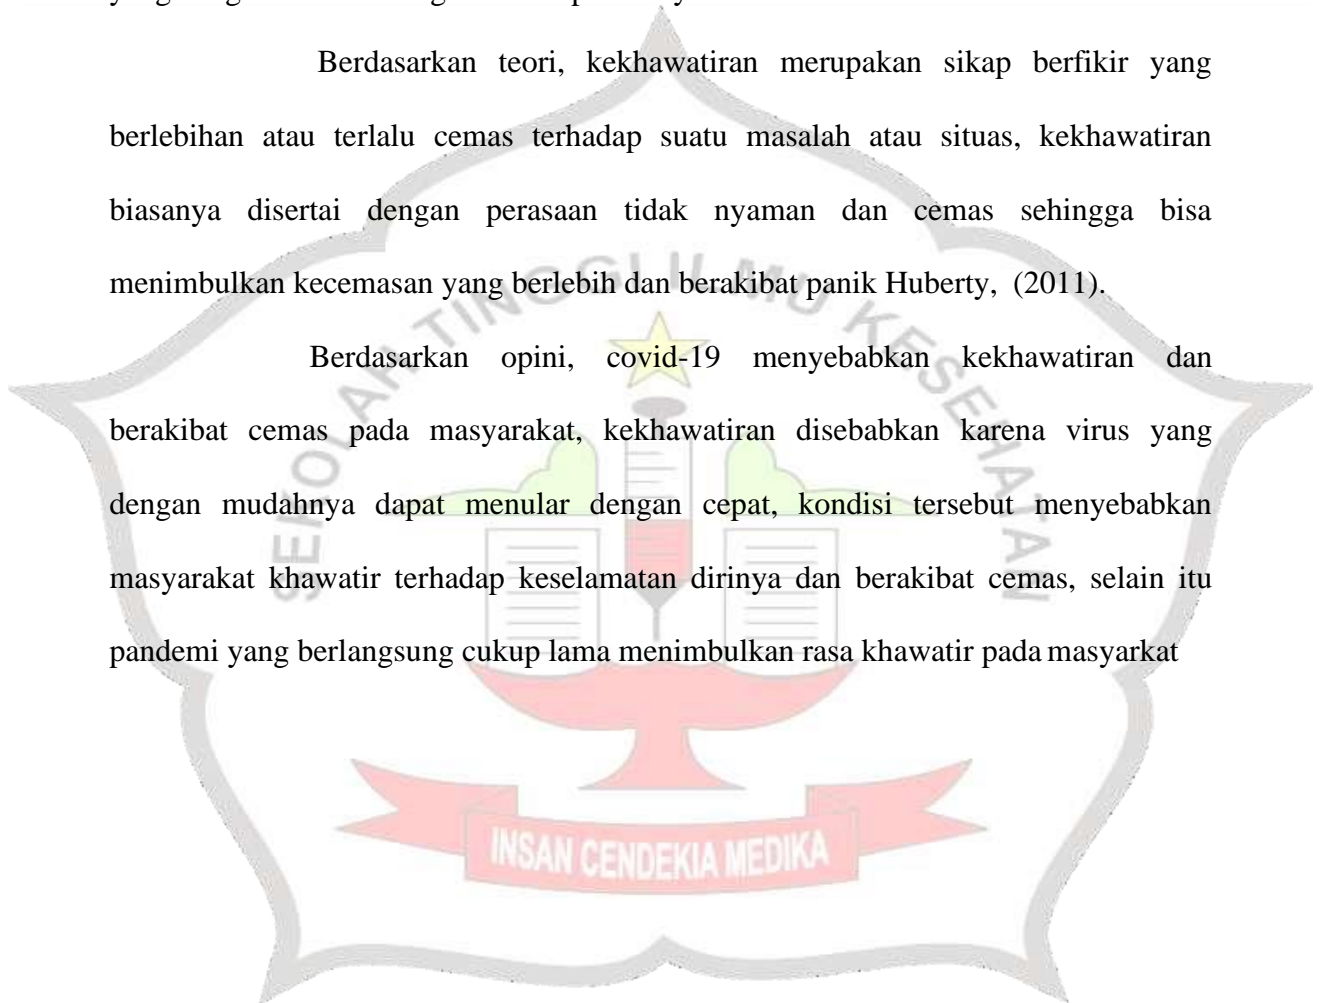 Berdasarkan teori, kekhawatiran merupakan sikap berfikir yang
berlebihan atau terlalu cemas terhadap suatu masalah atau situas, kekhawatiran
biasanya disertai dengan perasaan tidak nyaman dan cemas sehingga bisa
menimbulkan kecemasan yang berlebih dan berakibat panik Huberty, (2011).
Berdasarkan opini, covid-19 menyebabkan kekhawatiran dan
berakibat cemas pada masyarakat, kekhawatiran disebabkan karena virus yang
dengan mudahnya dapat menular dengan cepat, kondisi tersebut menyebabkan
masyarakat khawatir terhadap keselamatan dirinya dan berakibat cemas, selain itu
pandemi yang berlangsung cukup lama menimbulkan rasa khawatir pada masyarkat
SEKOLAH TINGGI ILMU KESEHATAN
INSAN CENDEKIA MEDIKA